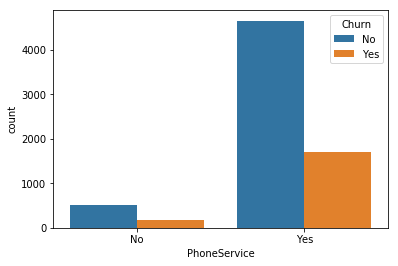 Churn
No
Yes
4000
3000
2000
1000
0
count
No
Yes
PhoneService